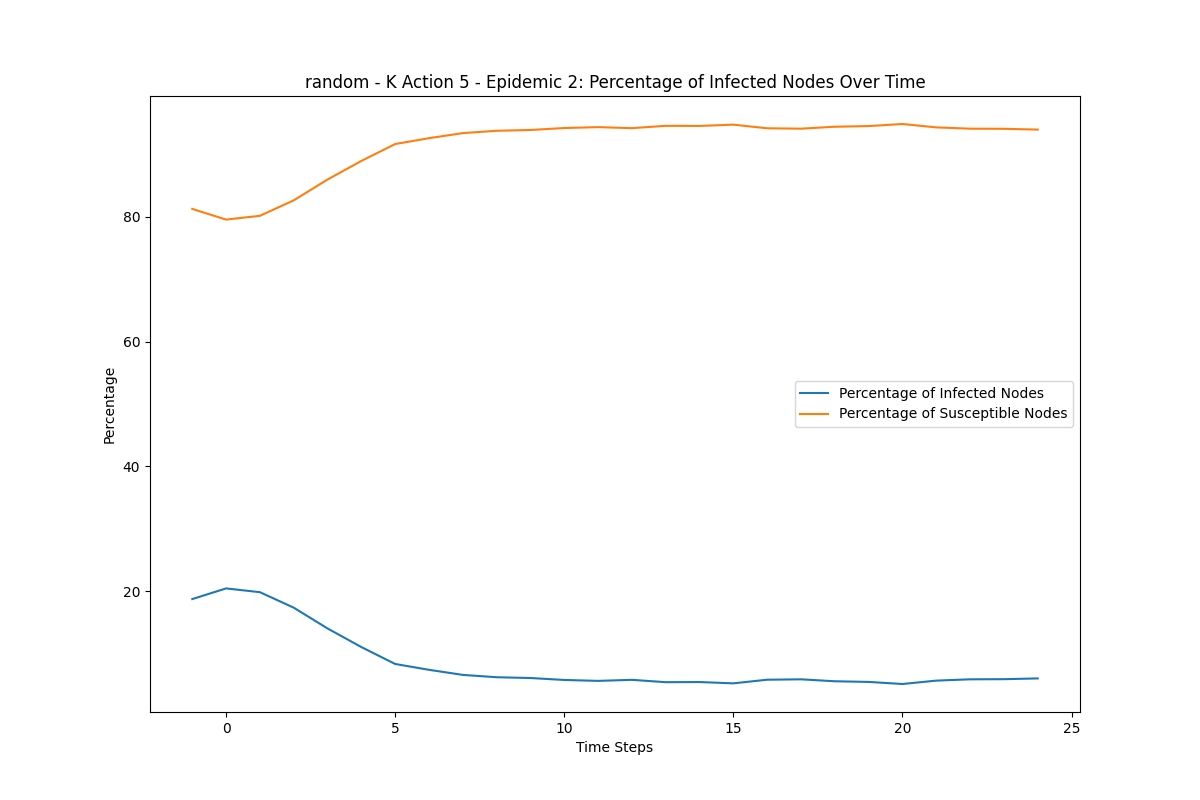 random - K Action 5 - Epidemic 2: Percentage of Infected Nodes Over Time
Percentage
80
60
40
20
Percentage of Infected Nodes
Percentage of Susceptible Nodes
0
5
10
15
20
25
Time Steps